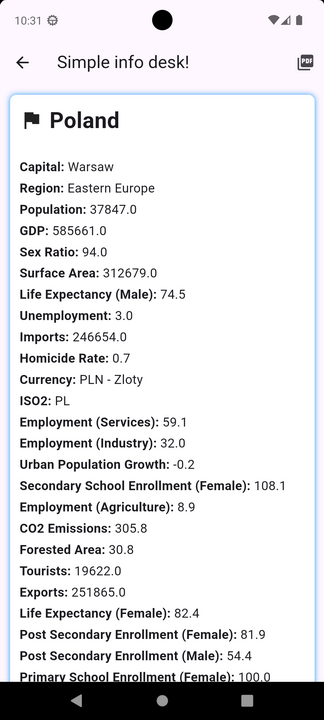 10:31
Simple info desk!
PDF
Poland
Capital: Warsaw
Region: Eastern Europe
Population: 37847.0
GDP: 585661.0
Sex Ratio: 94.0
Surface Area: 312679.0
Life Expectancy (Male): 74.5
Unemployment: 3.0
Imports: 246654.0
Homicide Rate: 0.7
Currency: PLN - Zloty
ISO2: PL
Employment (Services): 59.1
Employment (Industry): 32.0
Urban Population Growth: -0.2
Secondary School Enrollment (Female): 108.1
Employment (Agriculture): 8.9
CO2 Emissions: 305.8
Forested Area: 30.8
Tourists: 19622.0
Exports: 251865.0
Life Expectancy (Female): 82.4
Post Secondary Enrollment (Female): 81.9
Post Secondary Enrollment (Male): 54.4
Primary School Enrollment (Female): 100.0